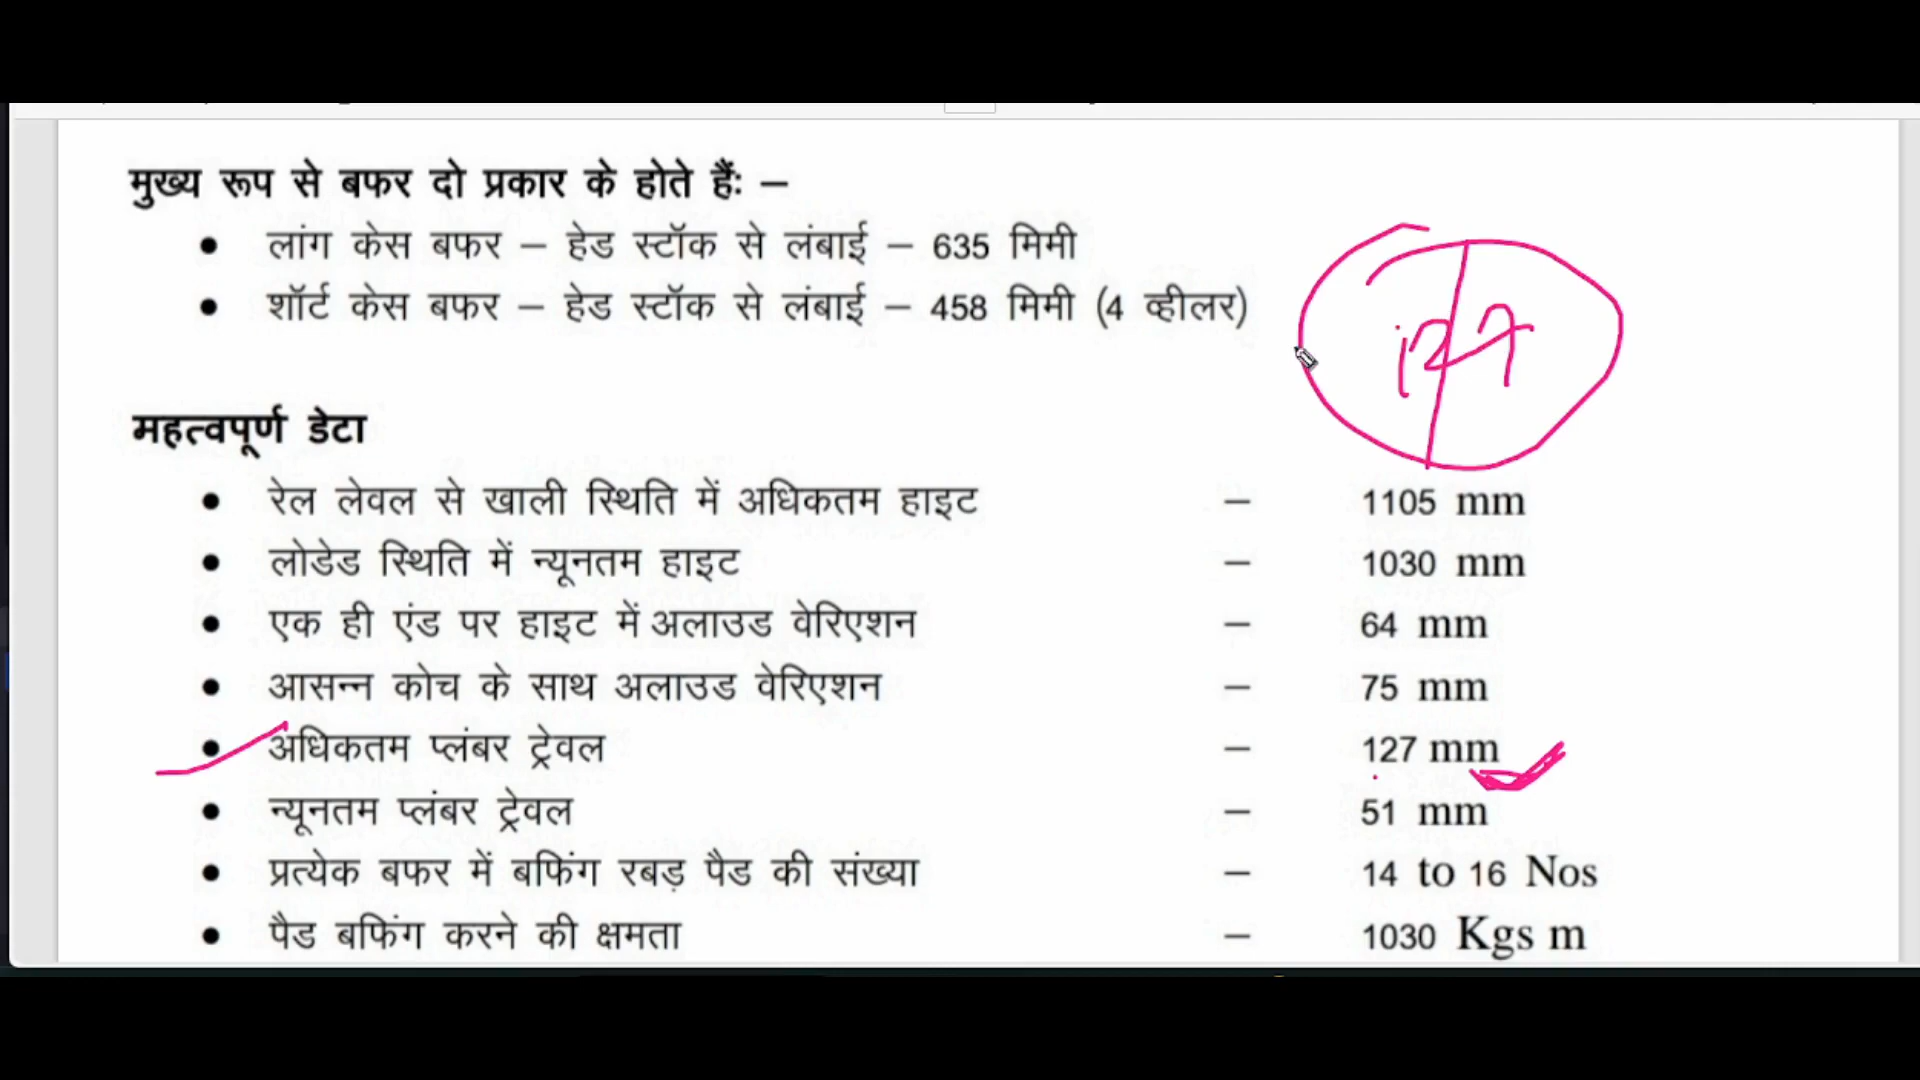 मुख्य रूप से बफर दो प्रकार के होते हैंः –
• लांग केस बफर – हेड स्टॉक से लंबाई – 635 मिमी
• शॉर्ट केस बफर – हेड स्टॉक से लंबाई – 458 मिमी (4 व्हीलर)
127
महत्वपूर्ण डेटा
• रेल लेवल से खाली स्थिति में अधिकतम हाइट – 1105 mm
• लोडेड स्थिति में न्यूनतम हाइट – 1030 mm
• एक ही एंड पर हाइट में अलाउड वेरिएशन – 64 mm
• आसन्न कोच के साथ अलाउड वेरिएशन – 75 mm
• अधिकतम प्लंबर ट्रेवल – 127 mm
• न्यूनतम प्लंबर ट्रेवल – 51 mm
• प्रत्येक बफर में बफिंग रबड़ पैड की संख्या – 14 to 16 Nos
• पैड बफिंग करने की क्षमता – 1030 Kgs m